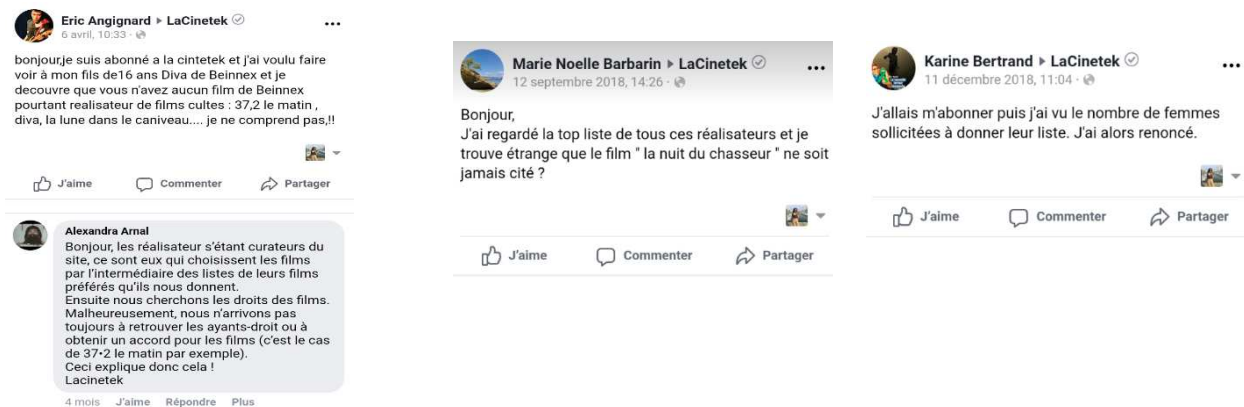 Eric Angignard ▸ LaCinetek
6 avril, 10:33 ·
bonjour,je suis abonné a la cintetek et j'ai voulu faire
voir à mon fils de16 ans Diva de Beinnex et je
decouvre que vous n'avez aucun film de Beinnex
pourtant realisateur de films cultes : 37,2 le matin ,
diva, la lune dans le caniveau.... je ne comprend pas,!!
J'aime Commenter Partager
Alexandra Arnal
Bonjour, les réalisateur s'étant curateurs du
site, ce sont eux qui choisissent les films
par l'intermédiaire des listes de leurs films
préférés qu'ils nous donnent.
Ensuite nous cherchons les droits des films.
Malheureusement, nous n'arrivons pas
toujours à retrouver les ayants-droit ou à
obtenir un accord pour les films (c'est le cas
de 37•2 le matin par exemple).
Ceci explique donc cela !
Lacinetek
4 mois J'aime Répondre Plus
Marie Noelle Barbarin ▸ LaCinetek
12 septembre 2018, 14:26 ·
Bonjour,
J'ai regardé la top liste de tous ces réalisateurs et je
trouve étrange que le film " la nuit du chasseur " ne soit
jamais cité ?
J'aime Commenter Partager
Karine Bertrand ▸ LaCinetek
11 décembre 2018, 11:04 ·
J'allais m'abonner puis j'ai vu le nombre de femmes
sollicitées à donner leur liste. J'ai alors renoncé.
J'aime Commenter Partager